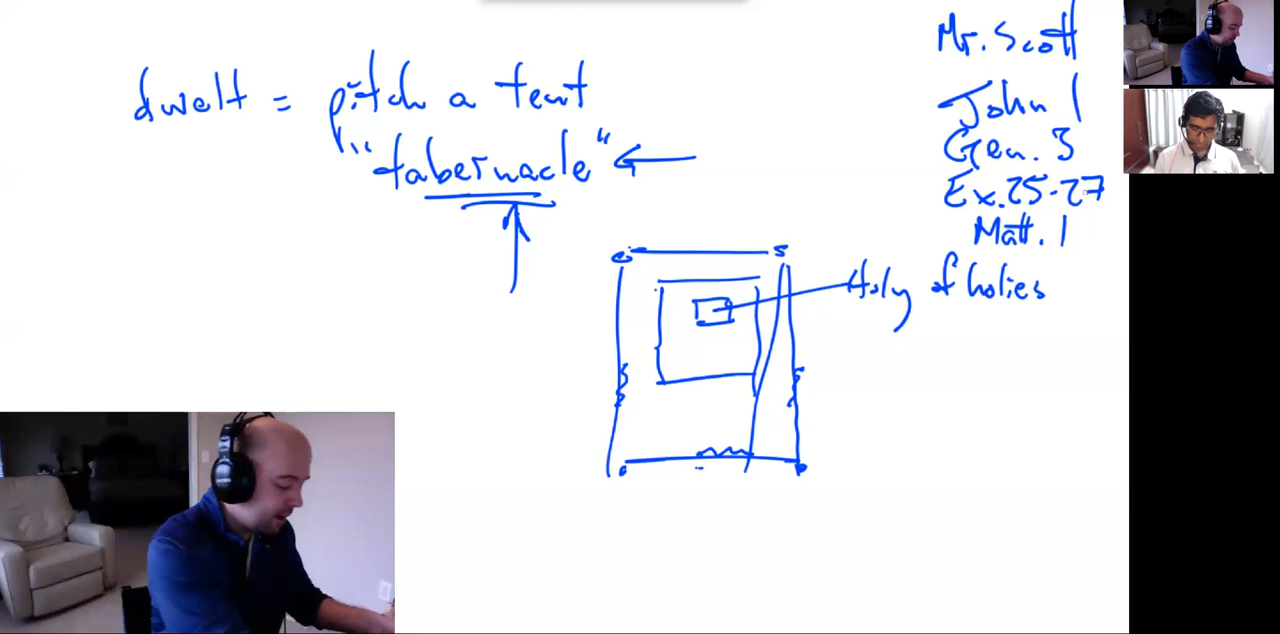 dwelt = pitch a tent
"tabernacle"
Mr. Scott
John 1
Gen. 3
Ex. 25-27
Matt. 1
Holy of holies